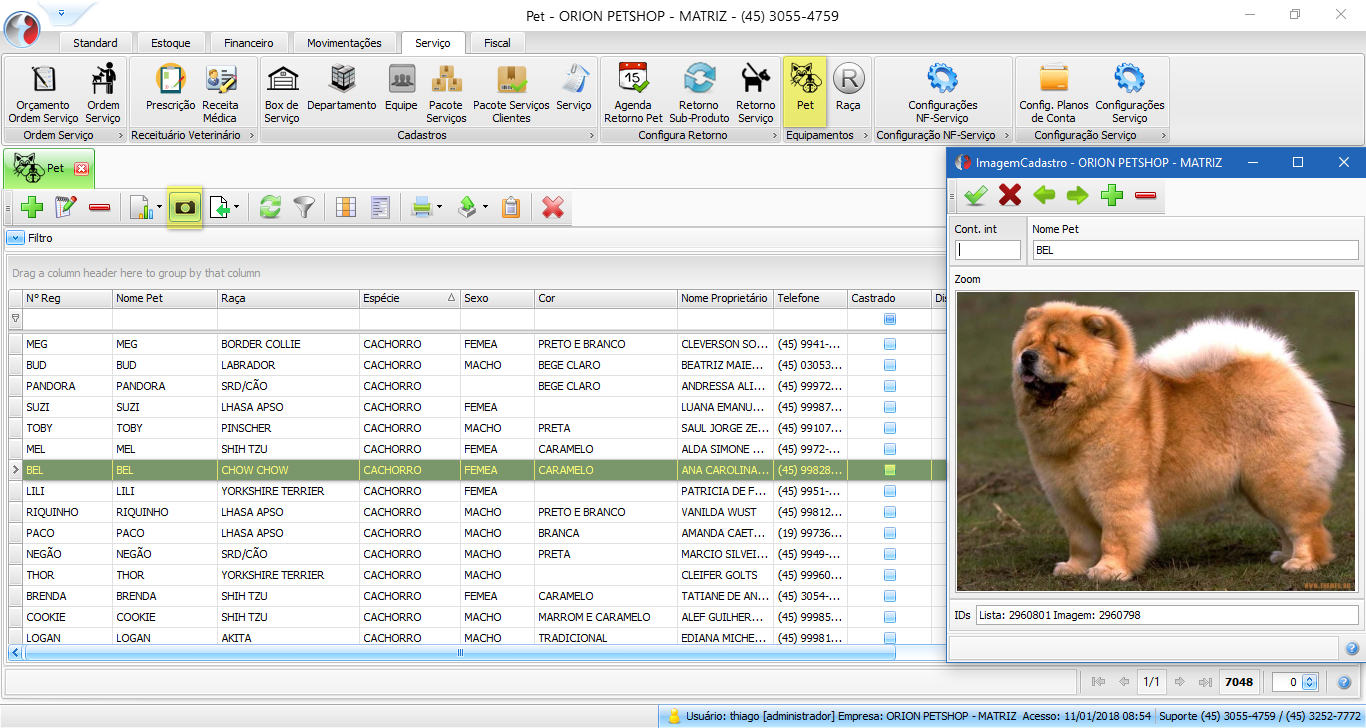 Pet - ORION PETSHOP - MATRIZ - (45) 3055-4759
Standard Estoque Financeiro Movimentações Serviço Fiscal
Orçamento Ordem Serviço
Ordem Serviço
Prescrição
Receita Médica
Box de Serviço
Departamento
Equipe
Pacote Serviços
Pacote Serviços Clientes
Serviço
Agenda Retorno Pet
Retorno Sub-Produto
Retorno Serviço
Pet
R
Raça
Configurações NF-Serviço
Config. Planos de Conta
Configurações Serviço
Ordem Serviço Receituário Veterinário Cadastros Configura Retorno Equipamentos Configuração NF-Serviço Configuração Serviço
15
Pet
Filtro
Drag a column header here to group by that column
Nº Reg Nome Pet Raça Espécie Sexo Cor Nome Proprietário Telefone Castrado
MEG MEG BORDER COLLIE CACHORRO FEMEA PRETO E BRANCO CLEVERSON SO... (45) 9941-...
BUD BUD LABRADOR CACHORRO MACHO BEGE CLARO BEATRIZ MAIE... (45) 03053...
PANDORA PANDORA SRD/CÃO CACHORRO BEGE CLARO ANDRESSA ALI... (45) 99972...
SUZI SUZI LHASA APSO CACHORRO FEMEA LUANA EMANU... (45) 99987...
TOBY TOBY PINSCHER CACHORRO MACHO PRETA SAUL JORGE ZE... (45) 99107...
MEL MEL SHIH TZU CACHORRO FEMEA CARAMELO ALDA SIMONE ... (45) 9972-...
BEL BEL CHOW CHOW CACHORRO FEMEA CARAMELO ANA CAROLINA... (45) 99828...
LILI LILI YORKSHIRE TERRIER CACHORRO FEMEA PATRICIA DE F... (45) 9951-...
RIQUINHO RIQUINHO LHASA APSO CACHORRO MACHO PRETO E BRANCO VANILDA WUST (45) 99812...
PACO PACO LHASA APSO CACHORRO MACHO BRANCA AMANDA CAET... (19) 99736...
NEGÃO NEGÃO SRD/CÃO CACHORRO MACHO PRETA MARCIO SILVEI... (45) 9949-...
THOR THOR YORKSHIRE TERRIER CACHORRO MACHO CLEIFER GOLTS (45) 99960...
BRENDA BRENDA SHIH TZU CACHORRO FEMEA CARAMELO TATIANE DE AN... (45) 3054-...
COOKIE COOKIE SHIH TZU CACHORRO MACHO MARROM E CARAMELO ALEF GUILHER... (45) 99985...
LOGAN LOGAN AKITA CACHORRO MACHO TRADICIONAL EDIANA MICHE... (45) 99981...
ImagemCadastro - ORION PETSHOP - MATRIZ
Cont. int Nome Pet
BEL
Zoom
IDs Lista: 2960801 Imagem: 2960798
1/1 7048 0
Usuário: thiago [administrador] Empresa: ORION PETSHOP - MATRIZ Acesso: 11/01/2018 08:54 Suporte (45) 3055-4759 / (45) 3252-7772